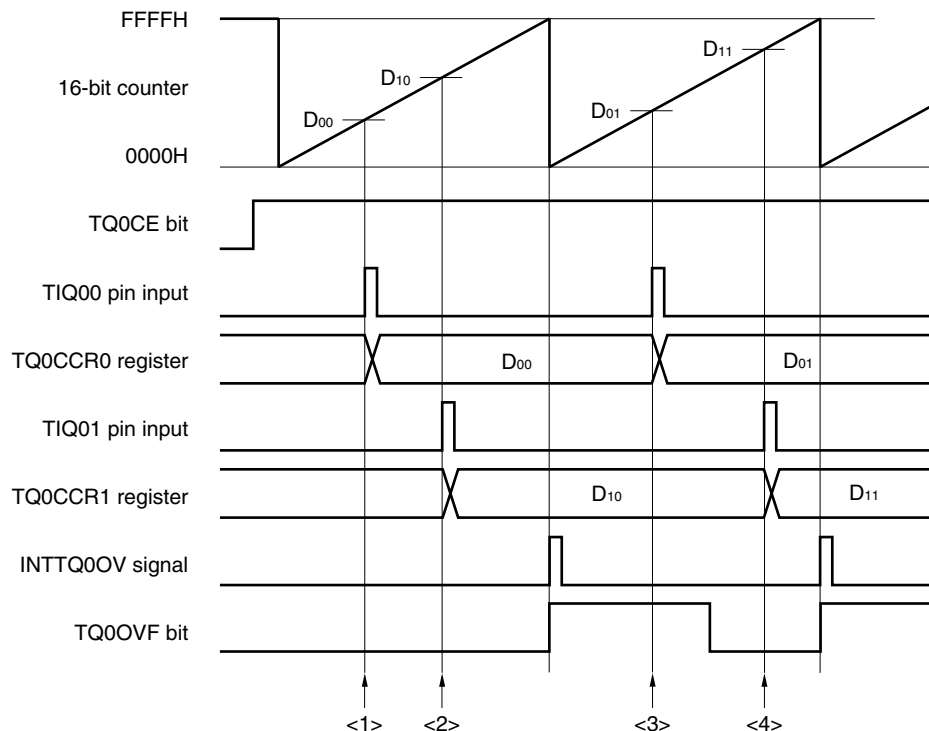 FFFFH
D11
D10
16-bit counter
D00
D01
0000H
TQ0CE bit
TIQ00 pin input
TQ0CCR0 register
D00
D01
TIQ01 pin input
TQ0CCR1 register
D10
D11
INTTQ0OV signal
TQ0OVF bit
<1> <2> <3> <4>